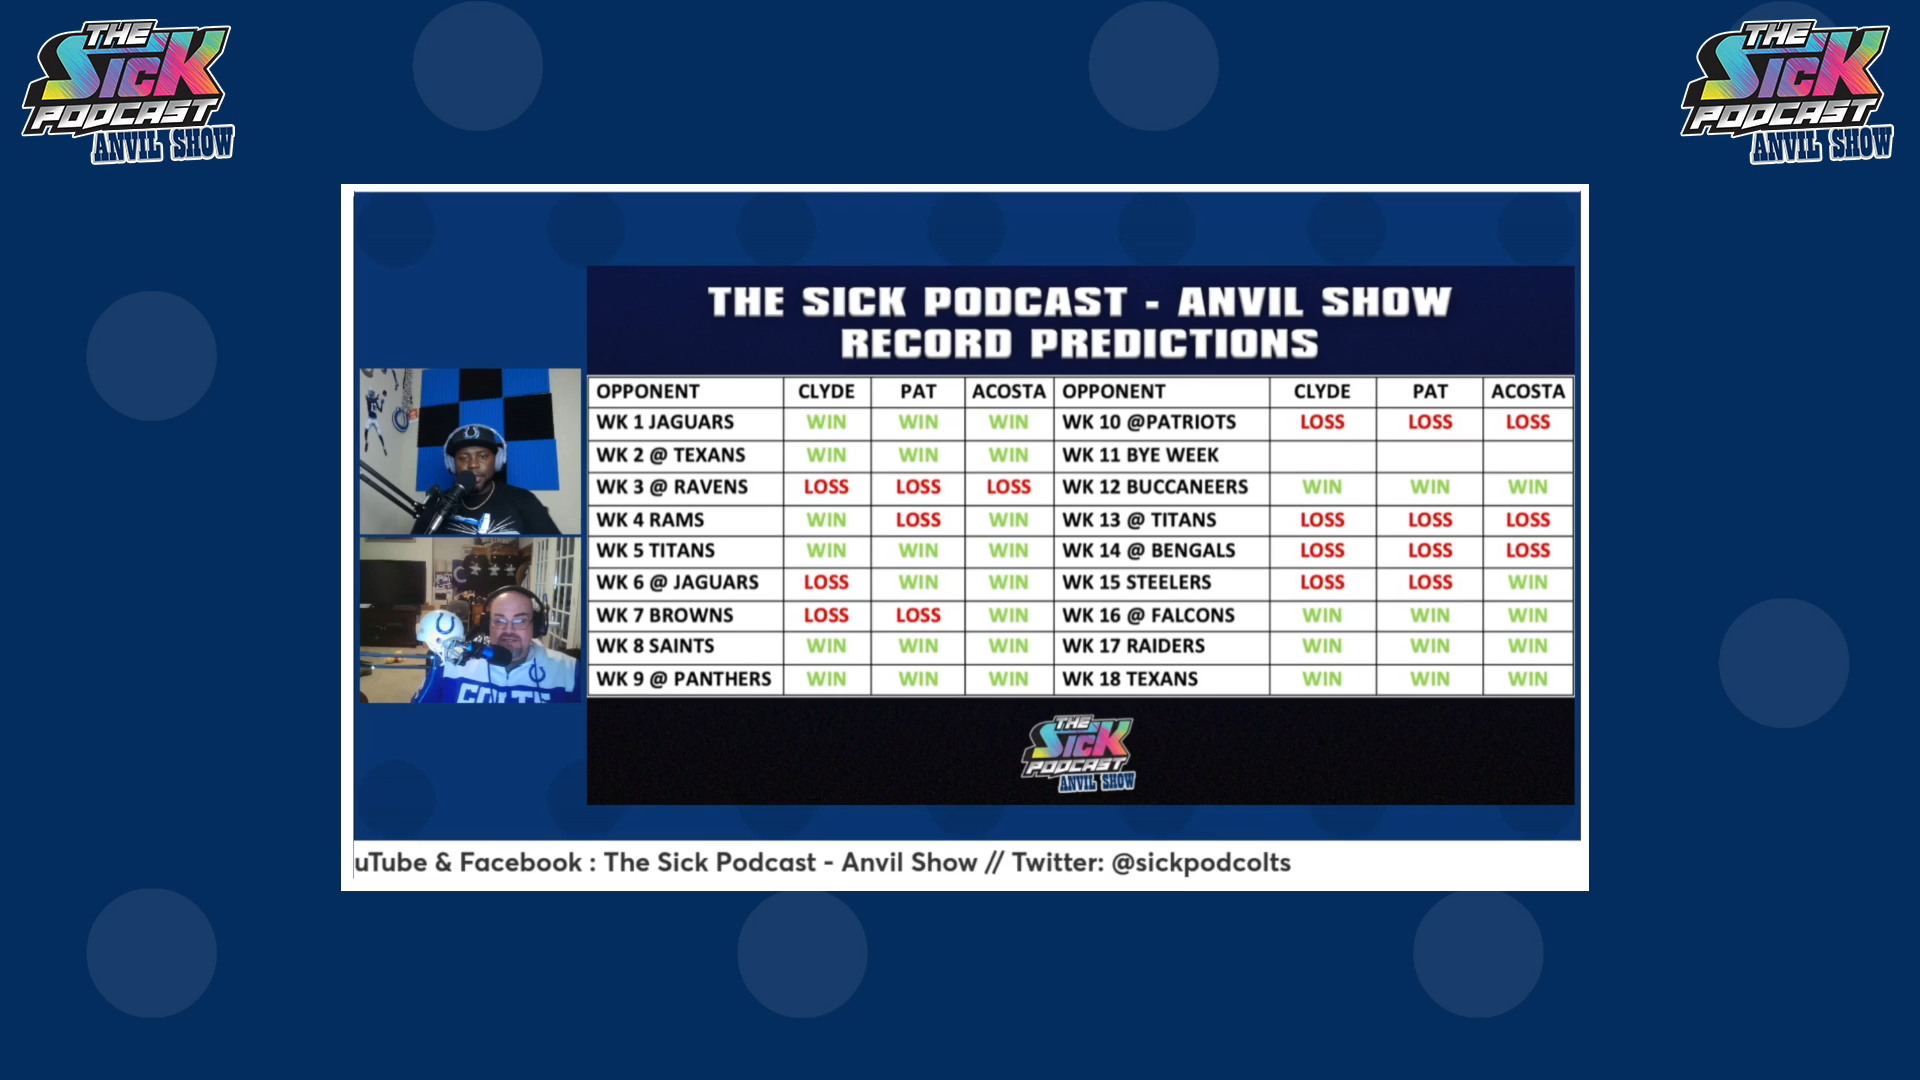 THE
SICK
PODCAST
ANVIL SHOW
THE
SICK
PODCAST
ANVIL SHOW
THE SICK PODCAST - ANVIL SHOW
RECORD PREDICTIONS
OPPONENT CLYDE PAT ACOSTA OPPONENT CLYDE PAT ACOSTA
WK 1 JAGUARS WIN WIN WIN WK 10 @PATRIOTS LOSS LOSS LOSS
WK 2 @ TEXANS WIN WIN WIN WK 11 BYE WEEK
WK 3 @ RAVENS LOSS LOSS LOSS WK 12 BUCCANEERS WIN WIN WIN
WK 4 RAMS WIN LOSS WIN WK 13 @ TITANS LOSS LOSS LOSS
WK 5 TITANS WIN WIN WIN WK 14 @ BENGALS LOSS LOSS LOSS
WK 6 @ JAGUARS LOSS WIN WIN WK 15 STEELERS LOSS LOSS WIN
WK 7 BROWNS LOSS LOSS WIN WK 16 @ FALCONS WIN WIN WIN
WK 8 SAINTS WIN WIN WIN WK 17 RAIDERS WIN WIN WIN
WK 9 @ PANTHERS WIN WIN WIN WK 18 TEXANS WIN WIN WIN
COLTS
THE
SICK
PODCAST
ANVIL SHOW
uTube & Facebook : The Sick Podcast - Anvil Show // Twitter: @sickpodcolts